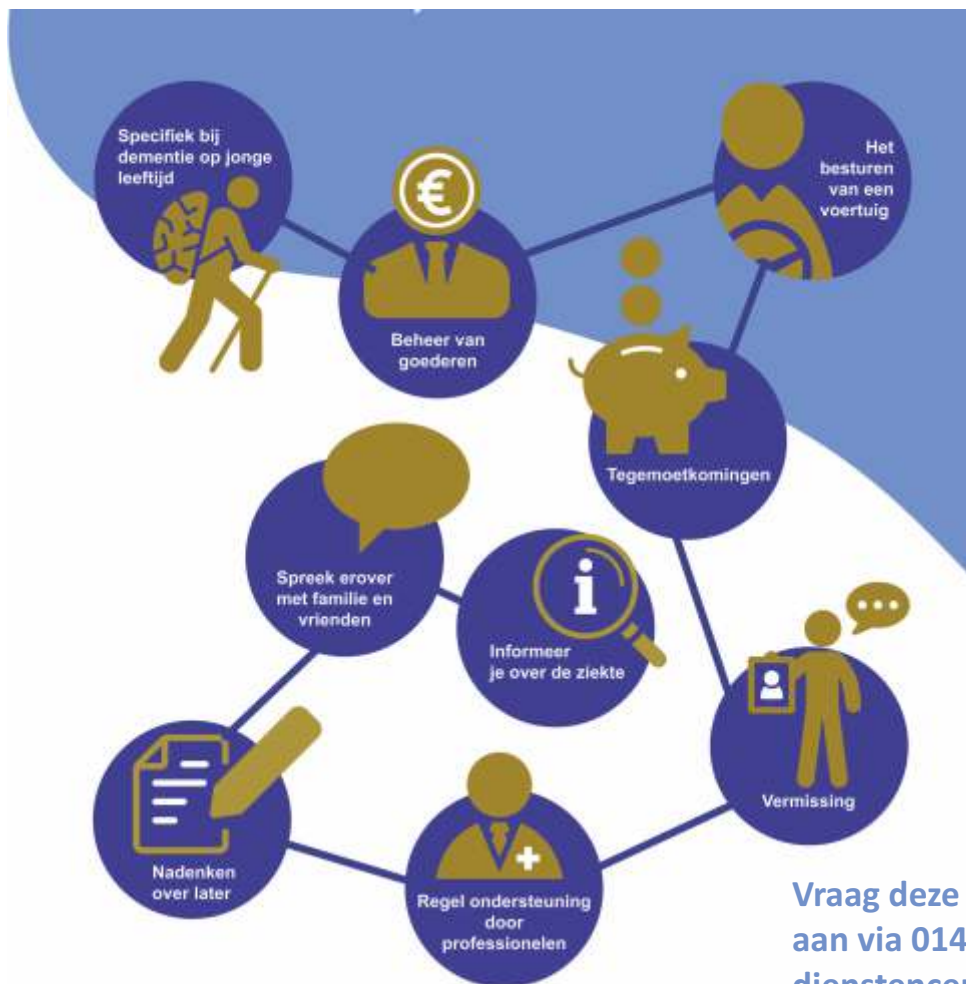 Specifiek bij
dementie op jonge
leeftijd
€
Beheer van
goederen
Het
besturen
van een
voertuig
Tegemoetkomingen
Spreek erover
met familie en
vrienden
i
Informeer
je over de ziekte
Vermissing
Nadenken
over later
Regel ondersteuning
door
professionelen
Vraag deze
aan via 014